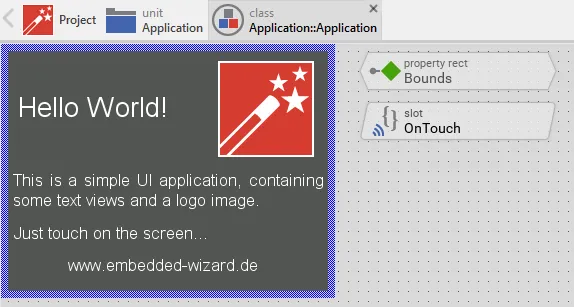 Project
unit
Application
class
Application::Application
Hello World!
This is a simple UI application, containing
some text views and a logo image.
Just touch on the screen...
www.embedded-wizard.de
property rect
Bounds
slot
OnTouch